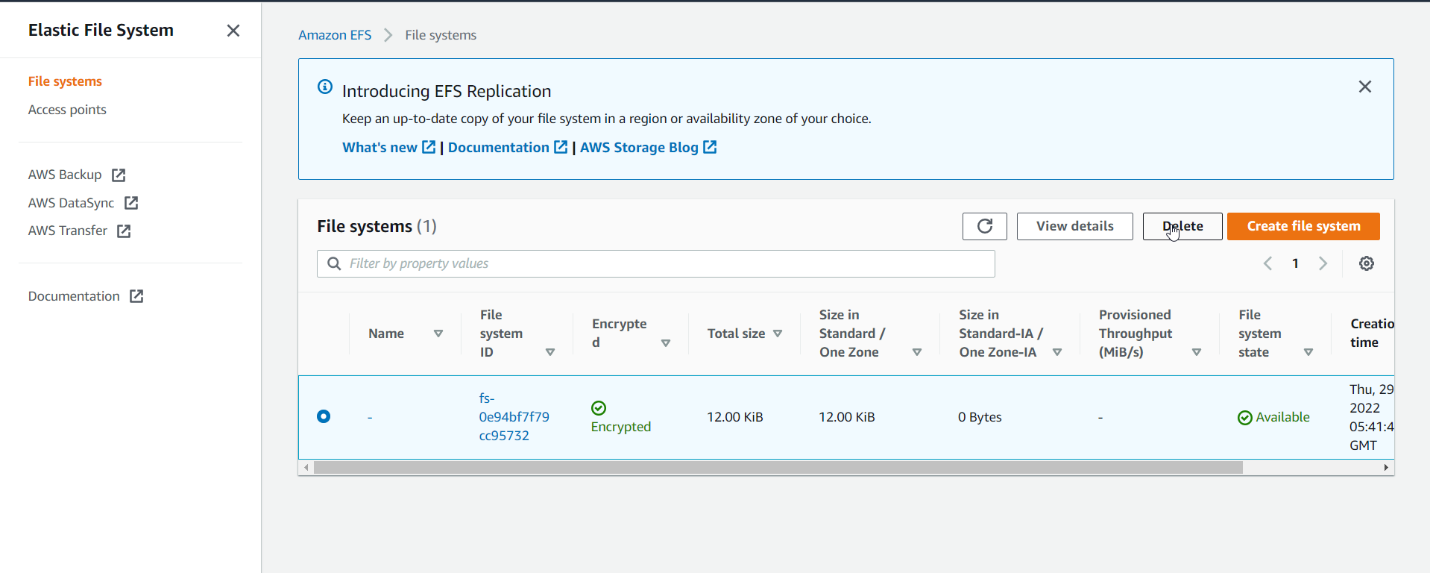 Elastic File System
File systems
Access points
AWS Backup
AWS DataSync
AWS Transfer
Documentation
Amazon EFS
File systems
Introducing EFS Replication
Keep an up-to-date copy of your file system in a region or availability zone of your choice.
What's new | Documentation | AWS Storage Blog
File systems (1)
View details
Delete
Create file system
Filter by property values
1
Name
File
system
ID
Encrypte
d
Total size
Size in
Standard /
One Zone
Size in
Standard-IA /
One Zone-IA
Provisioned
Throughput
(MiB/s)
File
system
state
Creatio
time
-
fs-
0e94bf7f79
cc95732
Encrypted
12.00 KiB
12.00 KiB
0 Bytes
-
Available
Thu, 29
2022
05:41:4
GMT